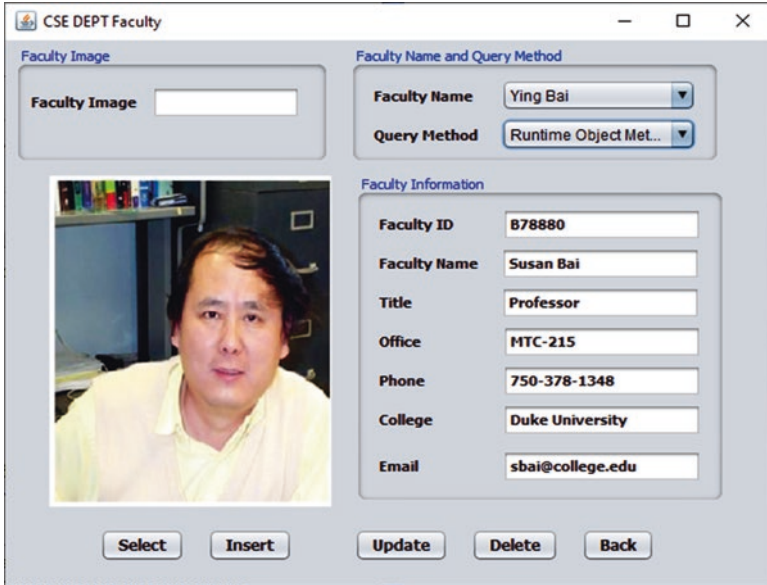 CSE DEPT Faculty
Faculty Image
Faculty Image
Faculty Name and Query Method
Faculty Name Ying Bai
Query Method Runtime Object Met...
Faculty Information
Faculty ID B78880
Faculty Name Susan Bai
Title Professor
Office MTC-215
Phone 750-378-1348
College Duke University
Email sbai@college.edu
Select Insert Update Delete Back